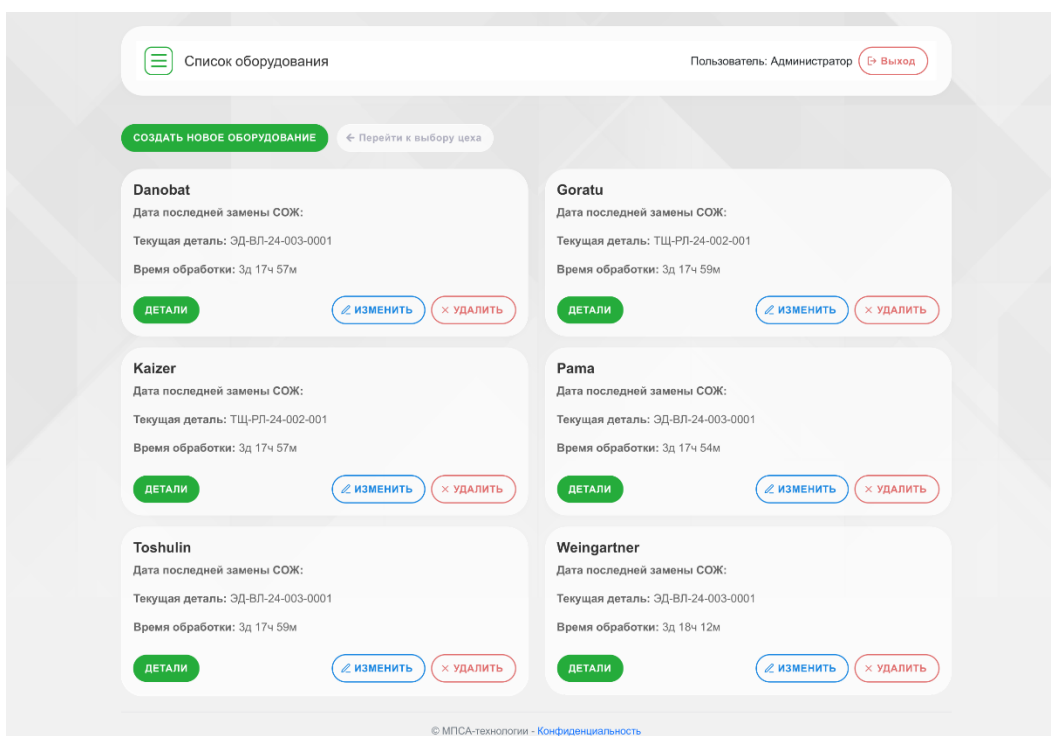 Список оборудования
Пользователь: Администратор
Выход
СОЗДАТЬ НОВОЕ ОБОРУДОВАНИЕ
Перейти к выбору цеха
Danobat
Дата последней замены СОЖ:
Текущая деталь: ЭД-ВЛ-24-003-0001
Время обработки: 3д 17ч 57м
ДЕТАЛИ
ИЗМЕНИТЬ
УДАЛИТЬ
Goratu
Дата последней замены СОЖ:
Текущая деталь: ТЩ-РЛ-24-002-001
Время обработки: 3д 17ч 59м
ДЕТАЛИ
ИЗМЕНИТЬ
УДАЛИТЬ
Kaizer
Дата последней замены СОЖ:
Текущая деталь: ТЩ-РЛ-24-002-001
Время обработки: 3д 17ч 57м
ДЕТАЛИ
ИЗМЕНИТЬ
УДАЛИТЬ
Pama
Дата последней замены СОЖ:
Текущая деталь: ЭД-ВЛ-24-003-0001
Время обработки: 3д 17ч 54м
ДЕТАЛИ
ИЗМЕНИТЬ
УДАЛИТЬ
Toshulin
Дата последней замены СОЖ:
Текущая деталь: ЭД-ВЛ-24-003-0001
Время обработки: 3д 17ч 59м
ДЕТАЛИ
ИЗМЕНИТЬ
УДАЛИТЬ
Weingartner
Дата последней замены СОЖ:
Текущая деталь: ЭД-ВЛ-24-003-0001
Время обработки: 3д 18ч 12м
ДЕТАЛИ
ИЗМЕНИТЬ
УДАЛИТЬ
© МПСА-технологии - Конфиденциальность